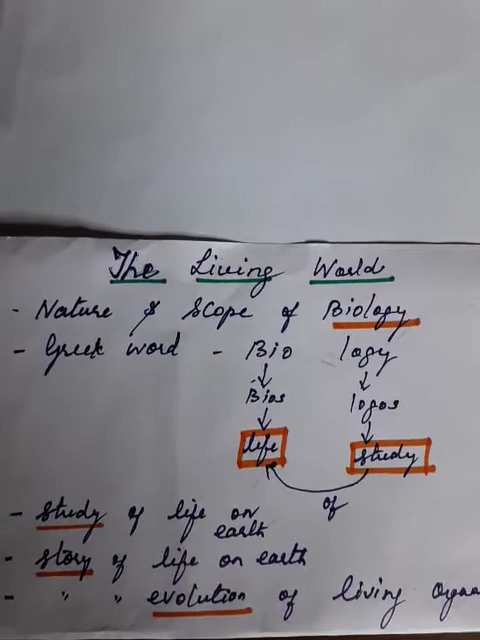 The Living World
- Nature & Scope of Biology
- Greek word - Bio logy
Bios logos
life study
of
- Study of life on
earth
- Story of life on earth
- " " evolution of living